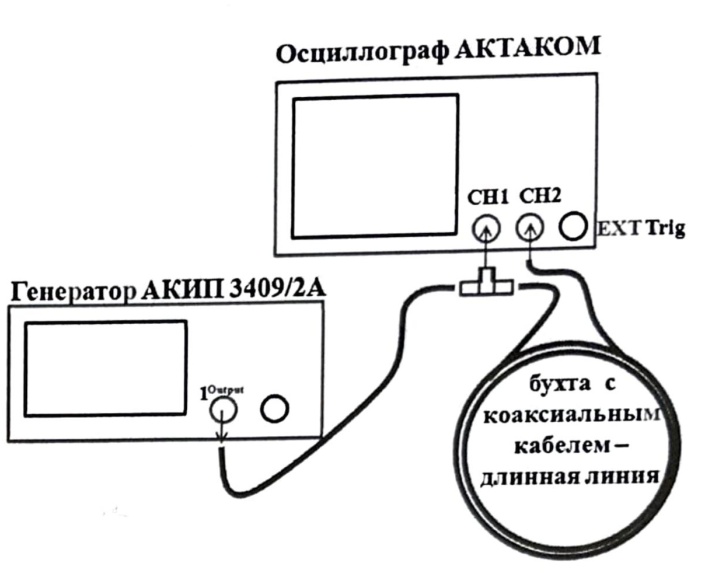 Осциллограф АКТАКОМ
CH1 CH2
EXT Trig
Генератор АКИП 3409/2А
1 Output
бухта с
коаксиальным
кабелем –
длинная линия